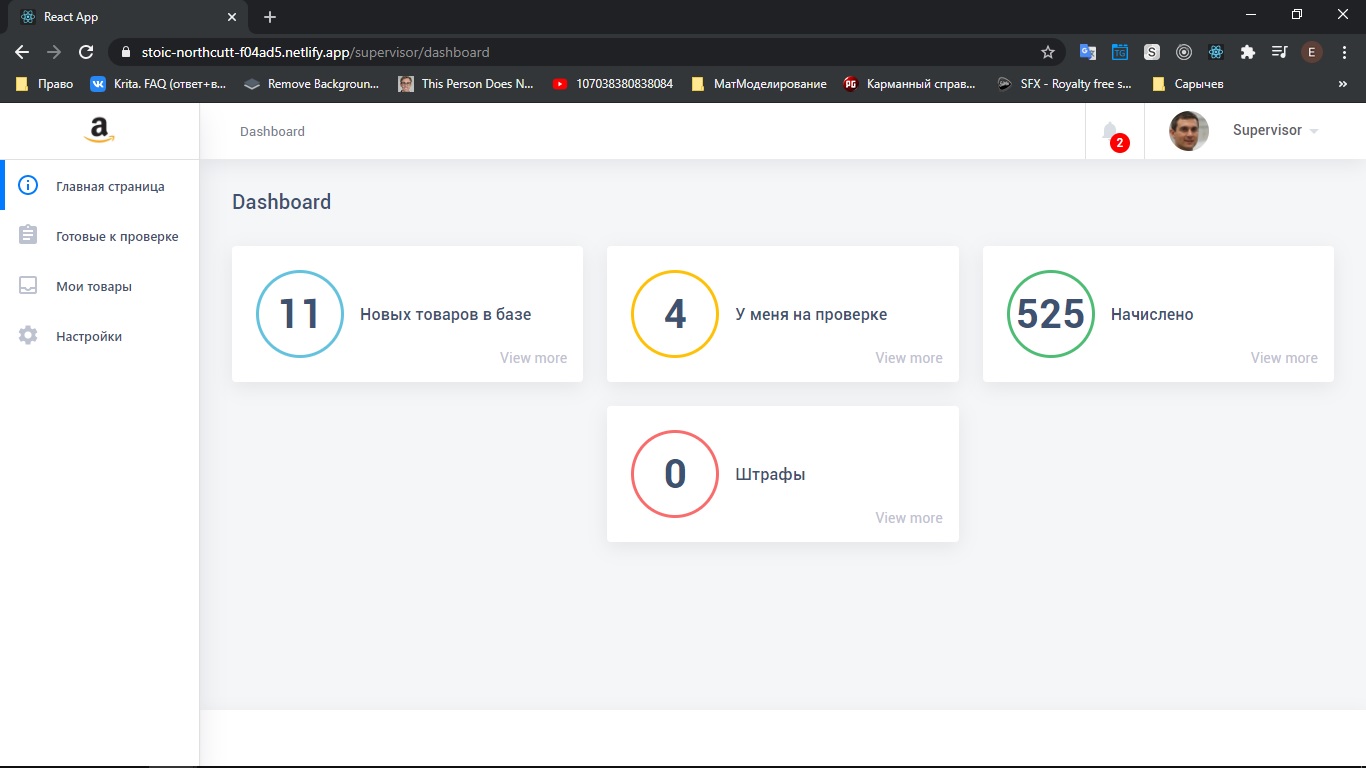 React App
stoic-northcutt-f04ad5.netlify.app/supervisor/dashboard
TG
S
E
Право
Krita. FAQ (ответ+в...
Remove Backgroun...
This Person Does N...
107038380838084
МатМоделирование
PG
Карманный справ...
SFX - Royalty free s...
Сарычев
»
a
Dashboard
2
Supervisor
Главная страница
Готовые к проверке
Мои товары
Настройки
Dashboard
11
Новых товаров в базе
View more
4
У меня на проверке
View more
525
Начислено
View more
0
Штрафы
View more